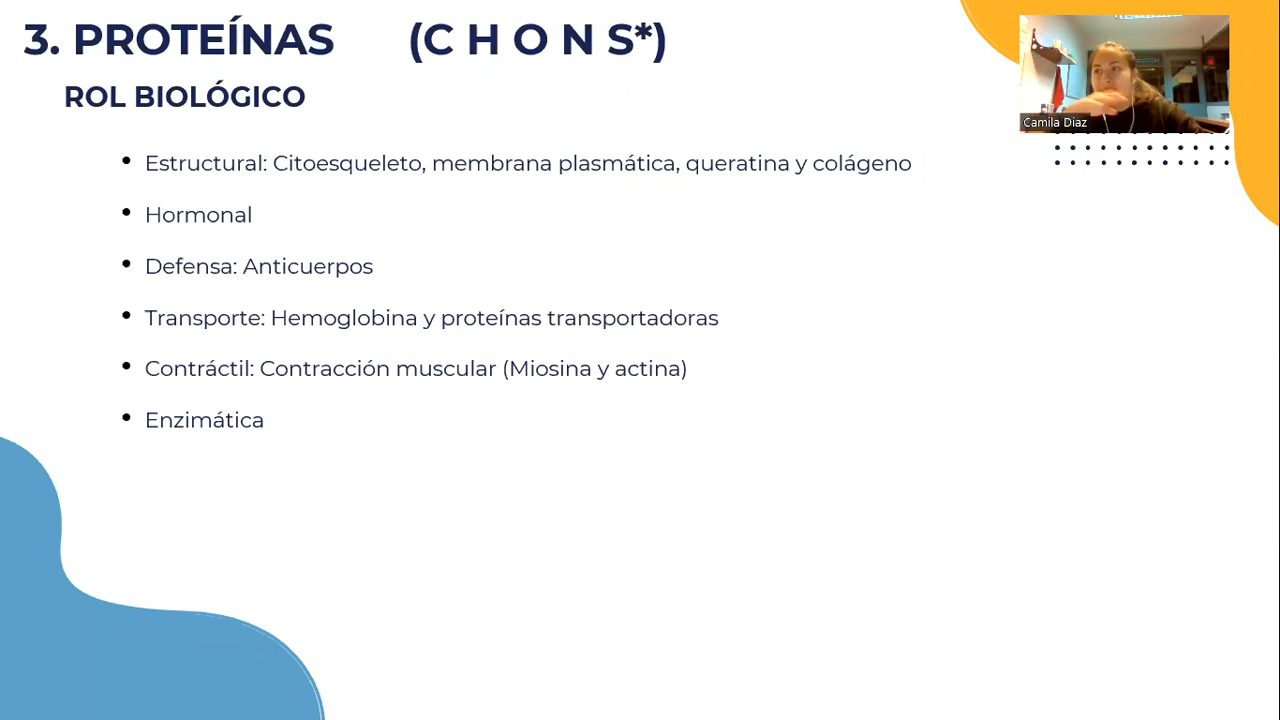 3. PROTEÍNAS (C H O N S*)
ROL BIOLÓGICO
• Estructural: Citoesqueleto, membrana plasmática, queratina y colágeno
• Hormonal
• Defensa: Anticuerpos
• Transporte: Hemoglobina y proteínas transportadoras
• Contráctil: Contracción muscular (Miosina y actina)
• Enzimática
Camila Diaz